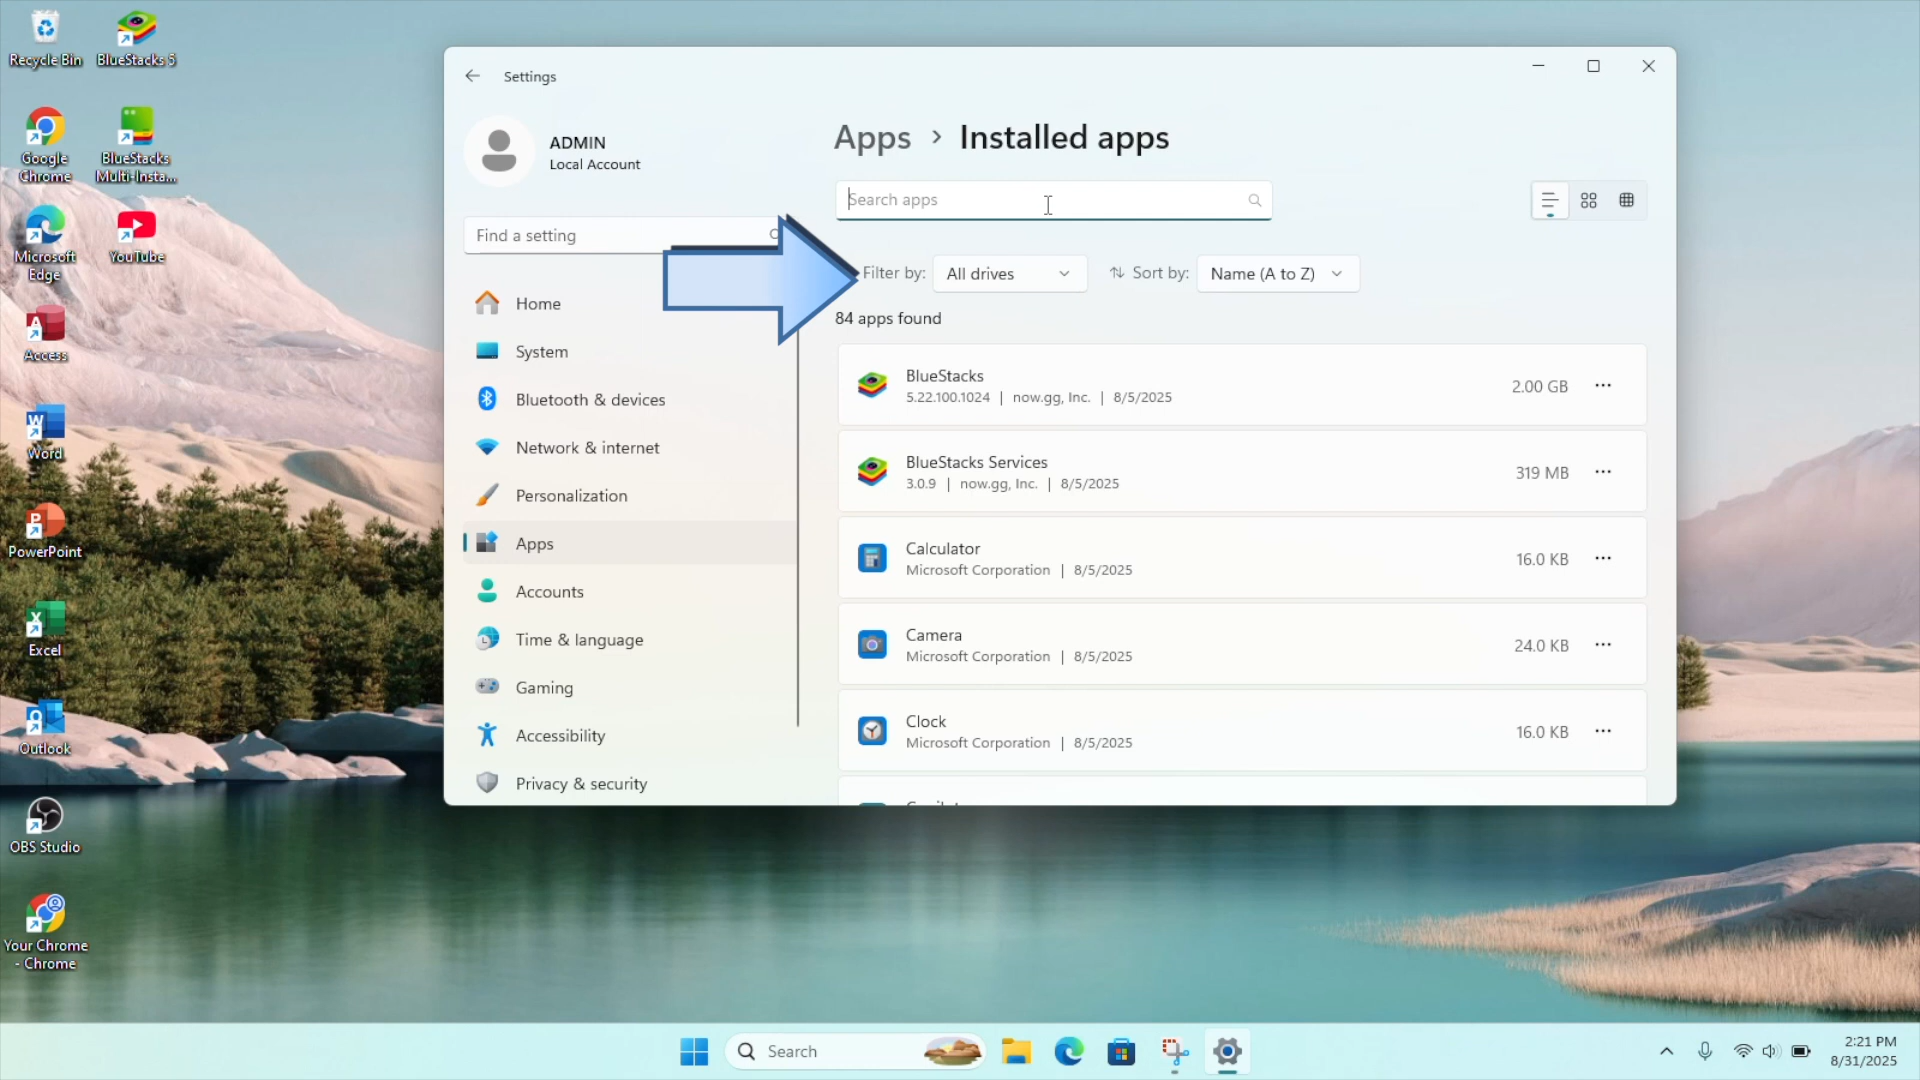 Recycle Bin
BlueStacks 5
Google
Chrome
BlueStacks
Multi-Insta...
Microsoft
Edge
YouTube
Access
Word
PowerPoint
Excel
Outlook
OBS Studio
Your Chrome
- Chrome
Settings
ADMIN
Local Account
Find a setting
Home
System
Bluetooth & devices
Network & internet
Personalization
Apps
Accounts
Time & language
Gaming
Accessibility
Privacy & security
Apps › Installed apps
Search apps
Filter by: All drives Sort by: Name (A to Z)
84 apps found
BlueStacks
5.22.100.1024 | now.gg, Inc. | 8/5/2025
2.00 GB
BlueStacks Services
3.0.9 | now.gg, Inc. | 8/5/2025
319 MB
Calculator
Microsoft Corporation | 8/5/2025
16.0 KB
Camera
Microsoft Corporation | 8/5/2025
24.0 KB
Clock
Microsoft Corporation | 8/5/2025
16.0 KB
Search
2:21 PM
8/31/2025